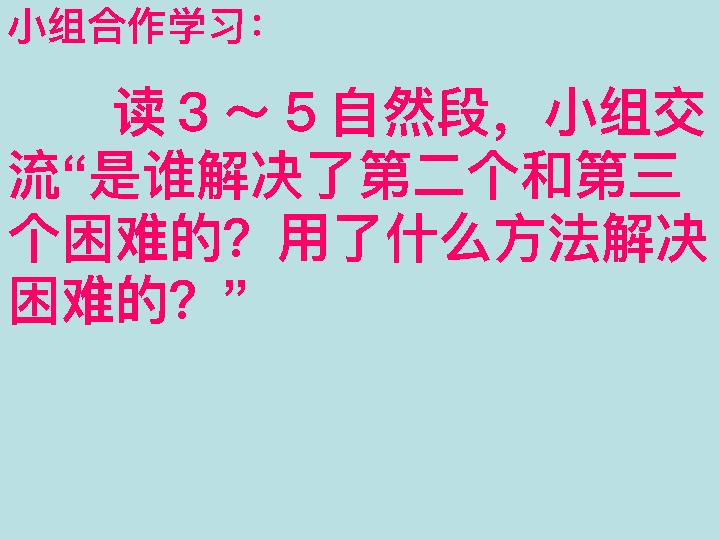 小组合作学习：
读３～５自然段，小组交
流“是谁解决了第二个和第三
个困难的？用了什么方法解决
困难的？”